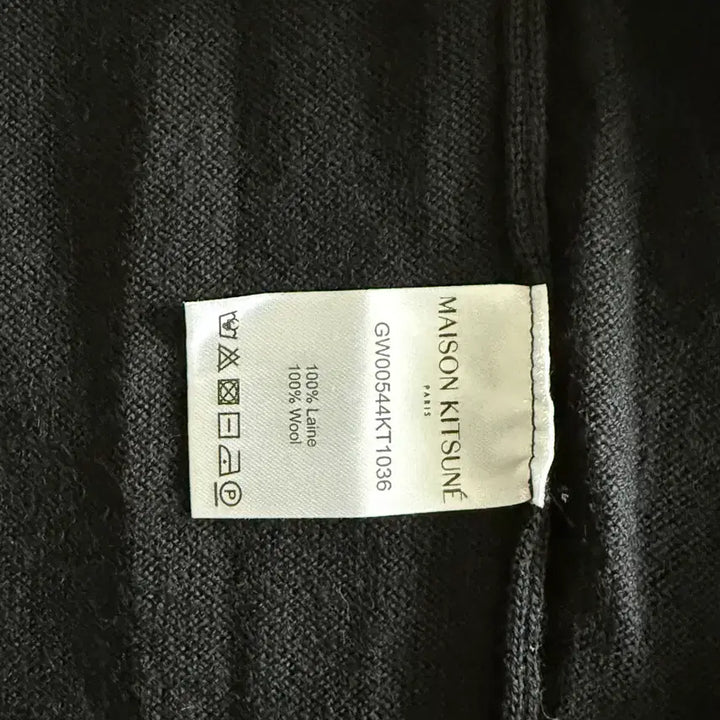 MAISON KITSUNÉ
PARIS
GW00544KT1036
100% Laine
100% Wool
P